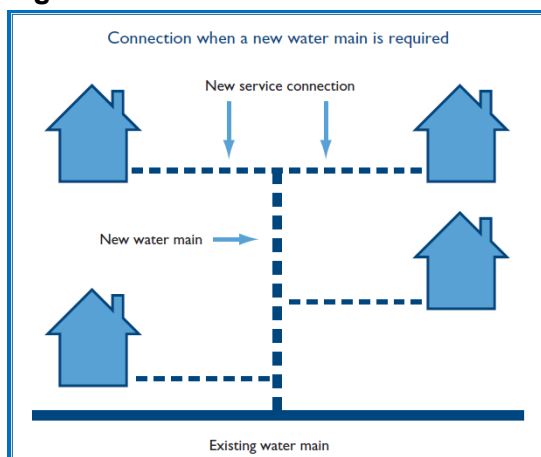 Connection when a new water main is required
New service connection
New water main
Existing water main